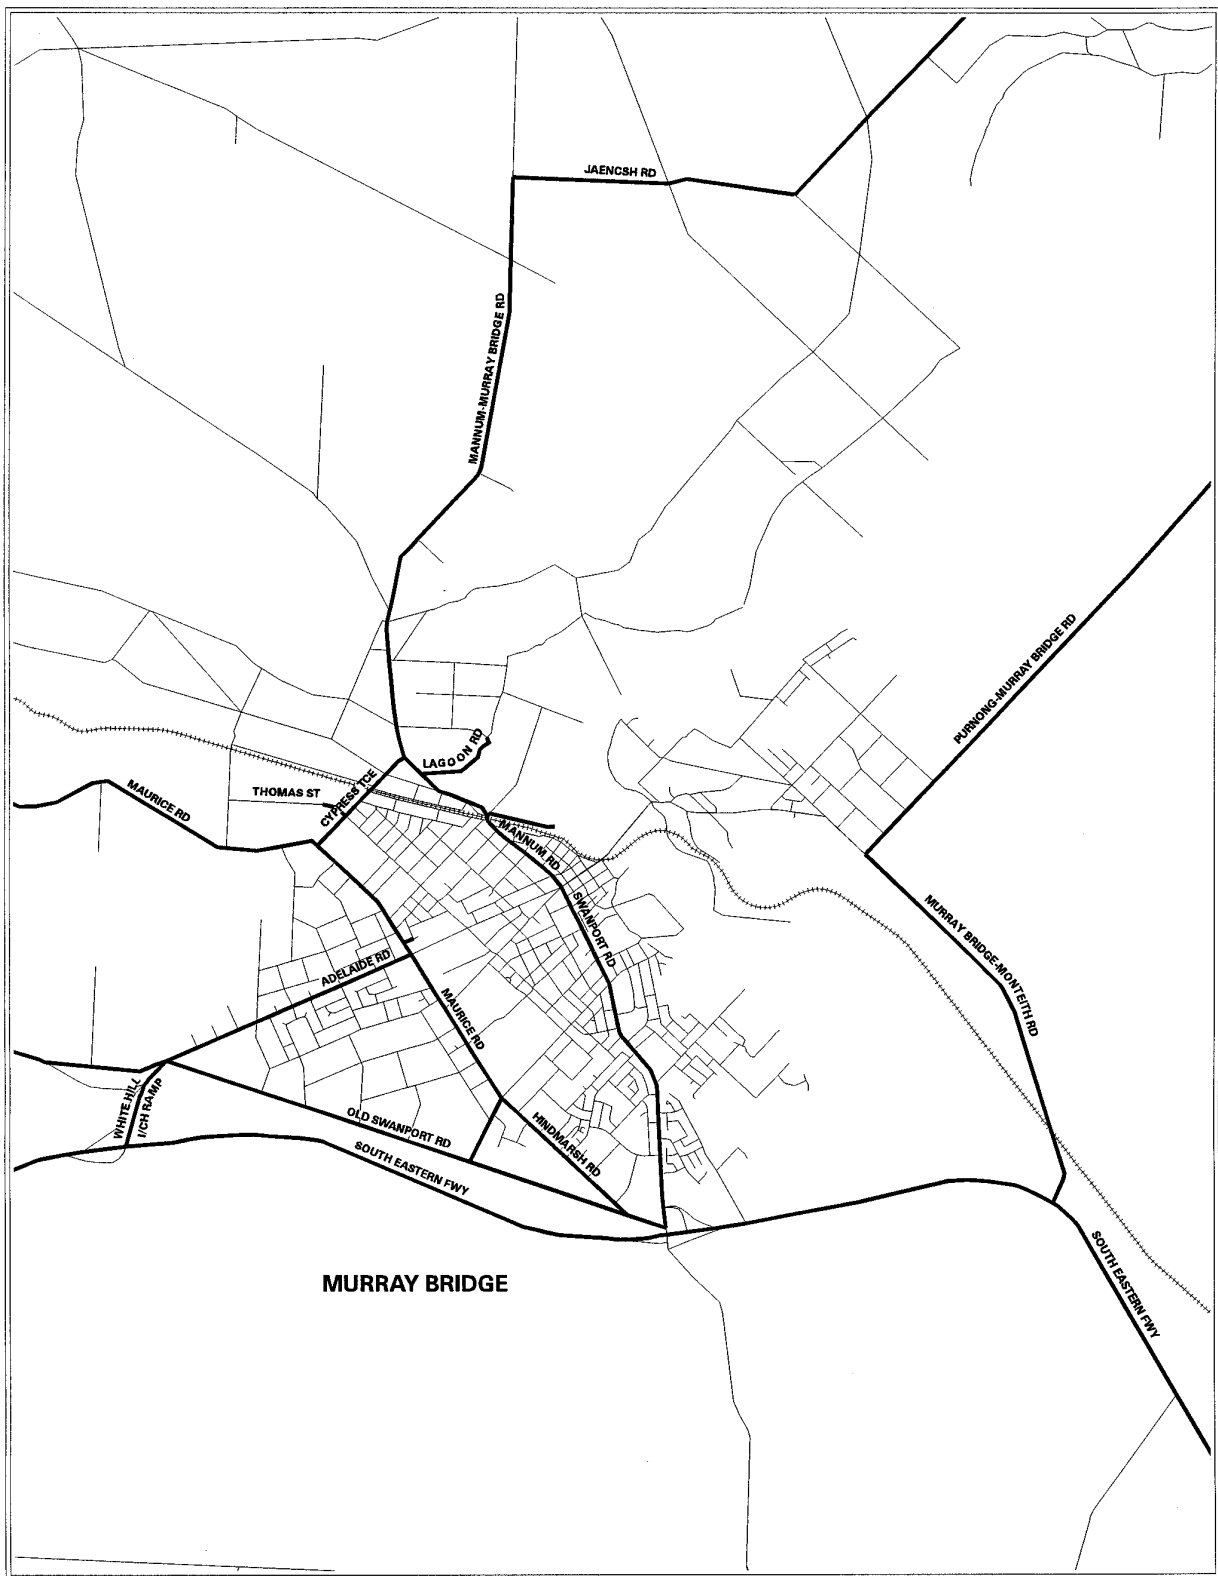 JAENCSH RD
MANNUM-MURRAY BRIDGE RD
PURNONG-MURRAY BRIDGE RD
LAGOON RD
THOMAS ST
CYPRESS TCE
MAURICE RD
MANNUM RD
SWANPORT RD
MURRAY BRIDGE-MONTEITH RD
ADELAIDE RD
MAURICE RD
WHITE HILL
I/CH RAMP
OLD SWANPORT RD
HINDMARSH RD
SOUTH EASTERN FWY
SOUTH EASTERN FWY
MURRAY BRIDGE